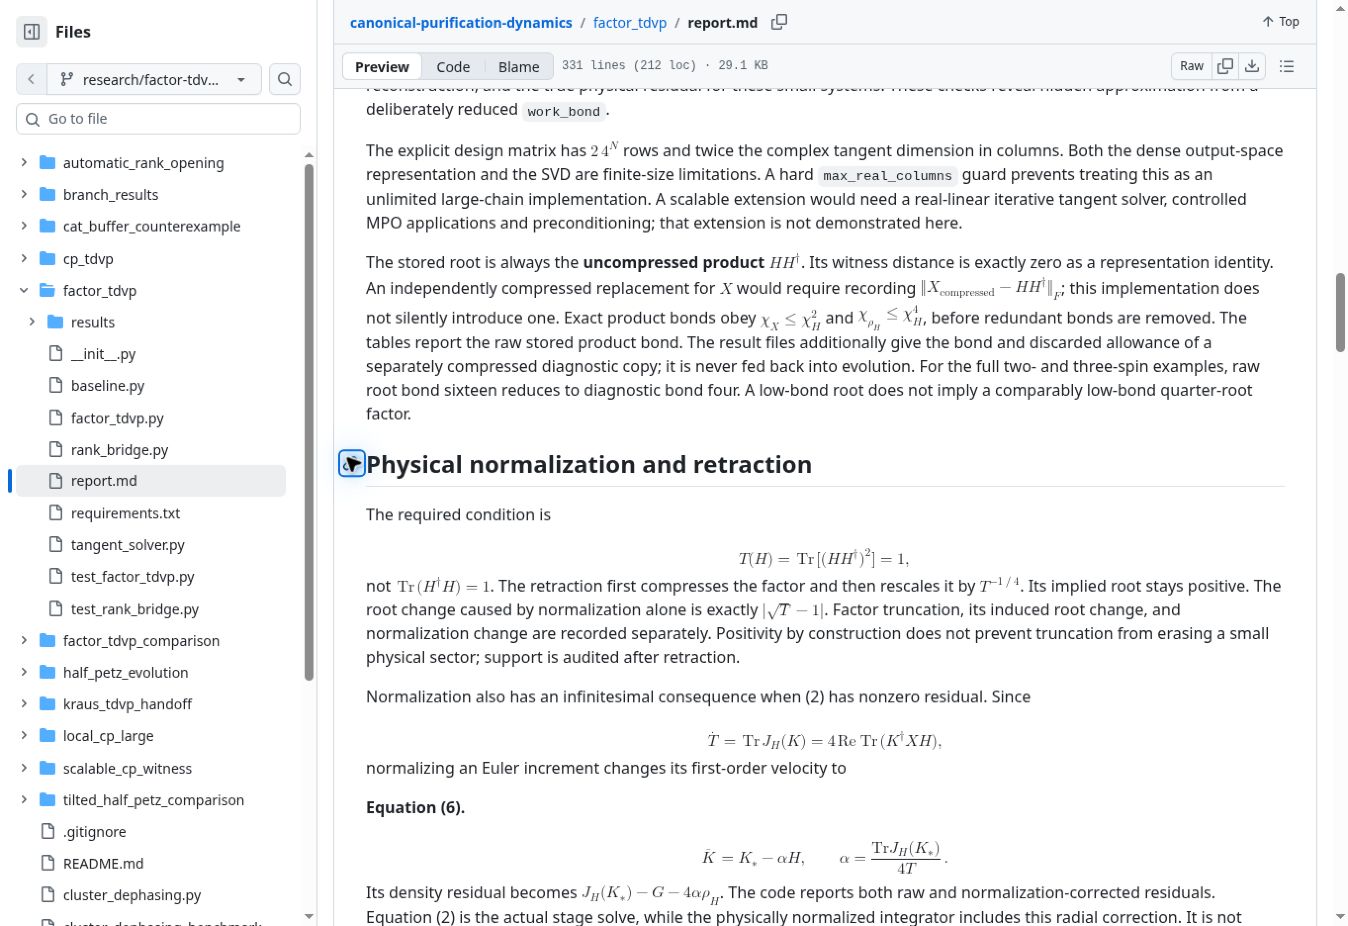 Files
canonical-purification-dynamics / factor_tdvp / report.md
Top
research/factor-tdv...
Go to file
Preview Code Blame 331 lines (212 loc) · 29.1 KB
Raw
automatic_rank_opening
branch_results
cat_buffer_counterexample
cp_tdvp
factor_tdvp
results
__init__.py
baseline.py
factor_tdvp.py
rank_bridge.py
report.md
requirements.txt
tangent_solver.py
test_factor_tdvp.py
test_rank_bridge.py
factor_tdvp_comparison
half_petz_evolution
kraus_tdvp_handoff
local_cp_large
scalable_cp_witness
tilted_half_petz_comparison
.gitignore
README.md
cluster_dephasing.py
cluster_dephasing_benchmark
reconstruction, and the true physical residual for these small systems. These checks reveal hidden approximation from a
deliberately reduced work_bond.
The explicit design matrix has 2 4^N rows and twice the complex tangent dimension in columns. Both the dense output-space
representation and the SVD are finite-size limitations. A hard max_real_columns guard prevents treating this as an
unlimited large-chain implementation. A scalable extension would need a real-linear iterative tangent solver, controlled
MPO applications and preconditioning; that extension is not demonstrated here.
The stored root is always the uncompressed product HH†. Its witness distance is exactly zero as a representation identity.
An independently compressed replacement for X would require recording ‖X_compressed − HH†‖_F; this implementation does
not silently introduce one. Exact product bonds obey χ_X ≤ χ_H^2 and χ_{ρ_H} ≤ χ_H^4, before redundant bonds are removed. The
tables report the raw stored product bond. The result files additionally give the bond and discarded allowance of a
separately compressed diagnostic copy; it is never fed back into evolution. For the full two- and three-spin examples, raw
root bond sixteen reduces to diagnostic bond four. A low-bond root does not imply a comparably low-bond quarter-root
factor.
Physical normalization and retraction
The required condition is
T(H) = Tr[(HH†)^2] = 1,
not Tr(H†H) = 1. The retraction first compresses the factor and then rescales it by T^{−1/4}. Its implied root stays positive. The
root change caused by normalization alone is exactly |√T − 1|. Factor truncation, its induced root change, and
normalization change are recorded separately. Positivity by construction does not prevent truncation from erasing a small
physical sector; support is audited after retraction.
Normalization also has an infinitesimal consequence when (2) has nonzero residual. Since
Ṫ = Tr J_H(K) = 4 Re Tr(K†XH),
normalizing an Euler increment changes its first-order velocity to
Equation (6).
K̄ = K_* − αH, α = TrJ_H(K_*) / 4T.
Its density residual becomes J_H(K_*) − G − 4αρ_H. The code reports both raw and normalization-corrected residuals.
Equation (2) is the actual stage solve, while the physically normalized integrator includes this radial correction. It is not